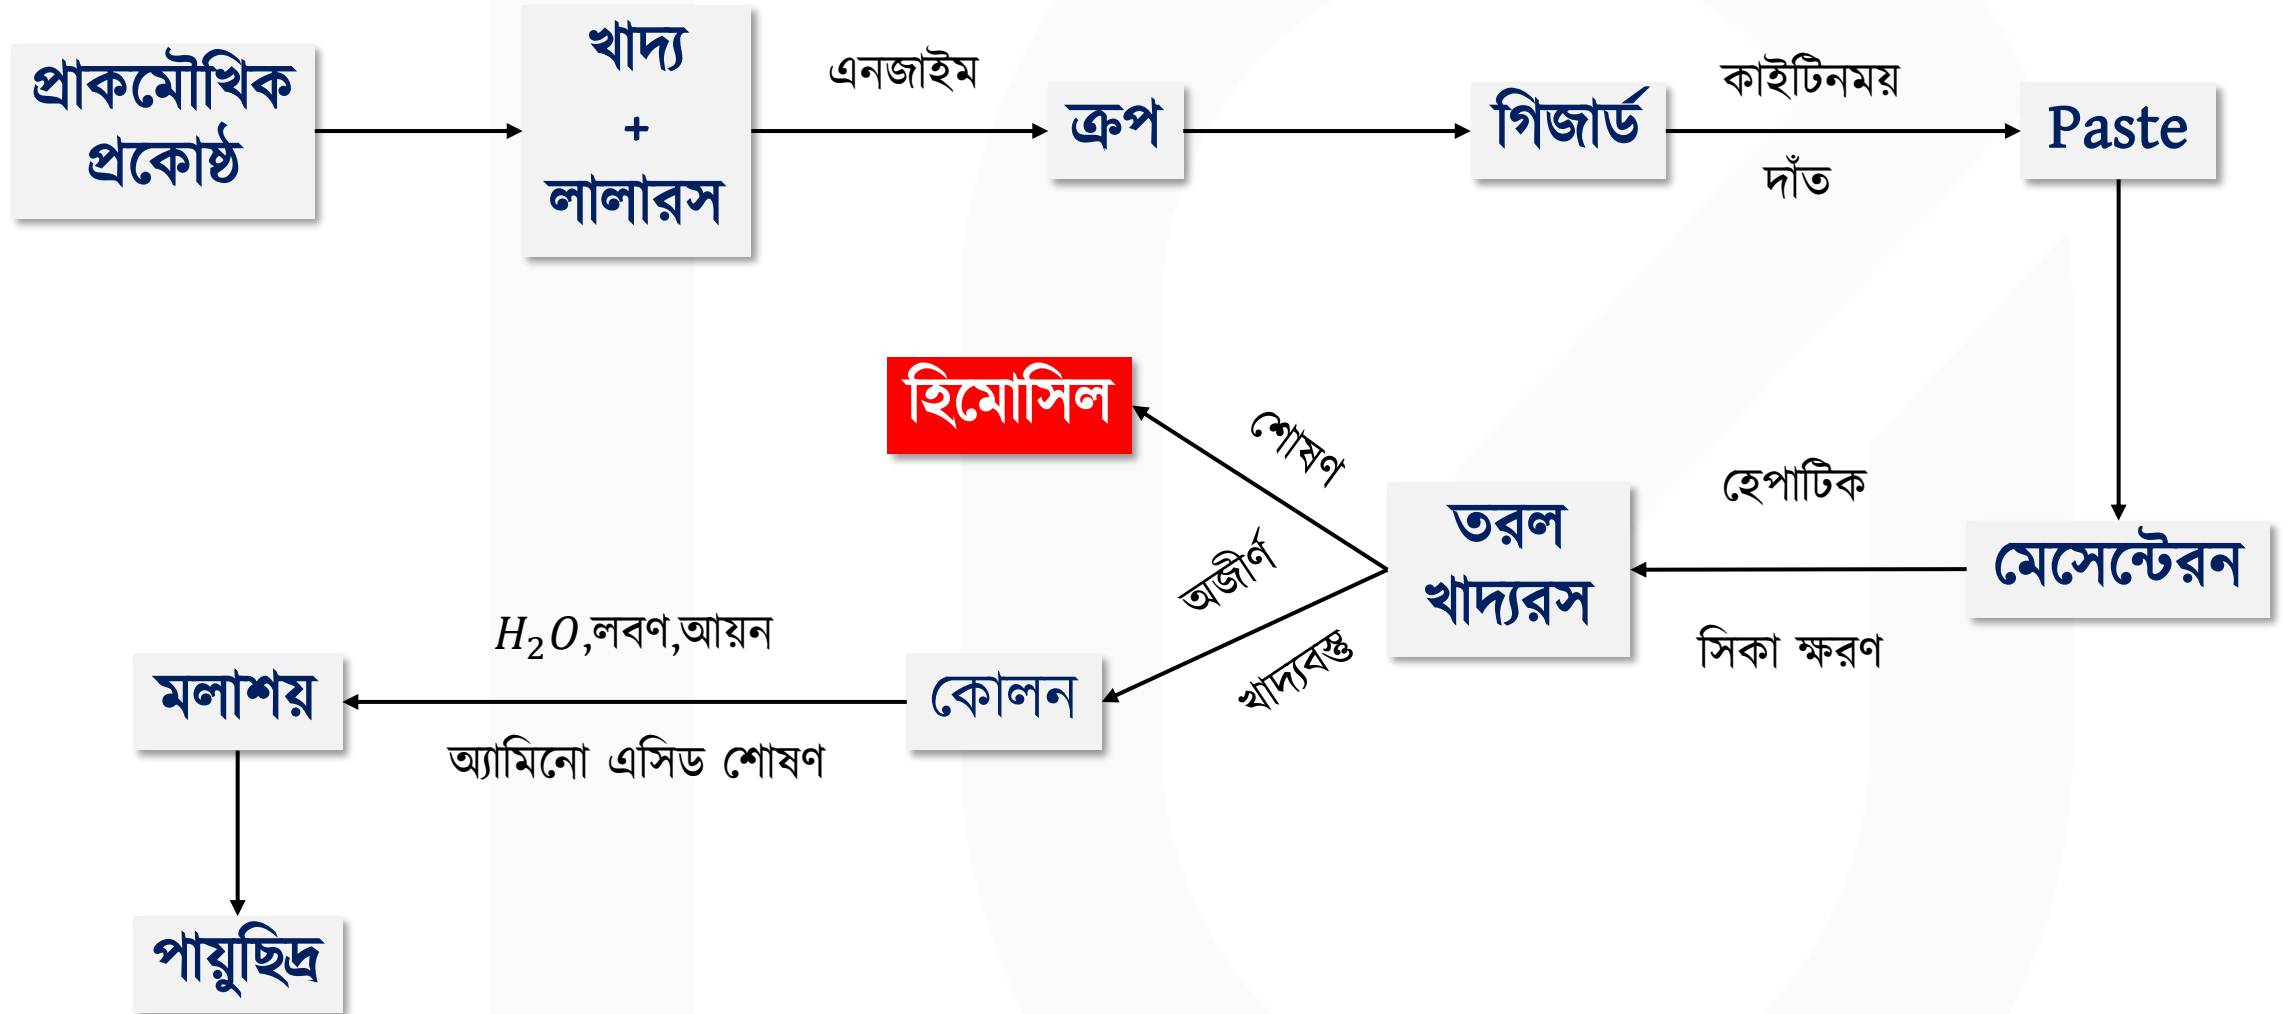 প্রাকমৌখিক
প্রকোষ্ঠ
খাদ্য
+
লালারস
এনজাইম
ক্রপ
গিজার্ড
কাইটিনময়
দাঁত
Paste
মেসেন্টেরন
হেপাটিক
সিকা ক্ষরণ
তরল
খাদ্যরস
শোষণ
হিমোসিল
অজীর্ণ
খাদ্যবস্তু
কোলন
H₂O,লবণ,আয়ন
অ্যামিনো এসিড শোষণ
মলাশয়
পায়ুছিদ্র